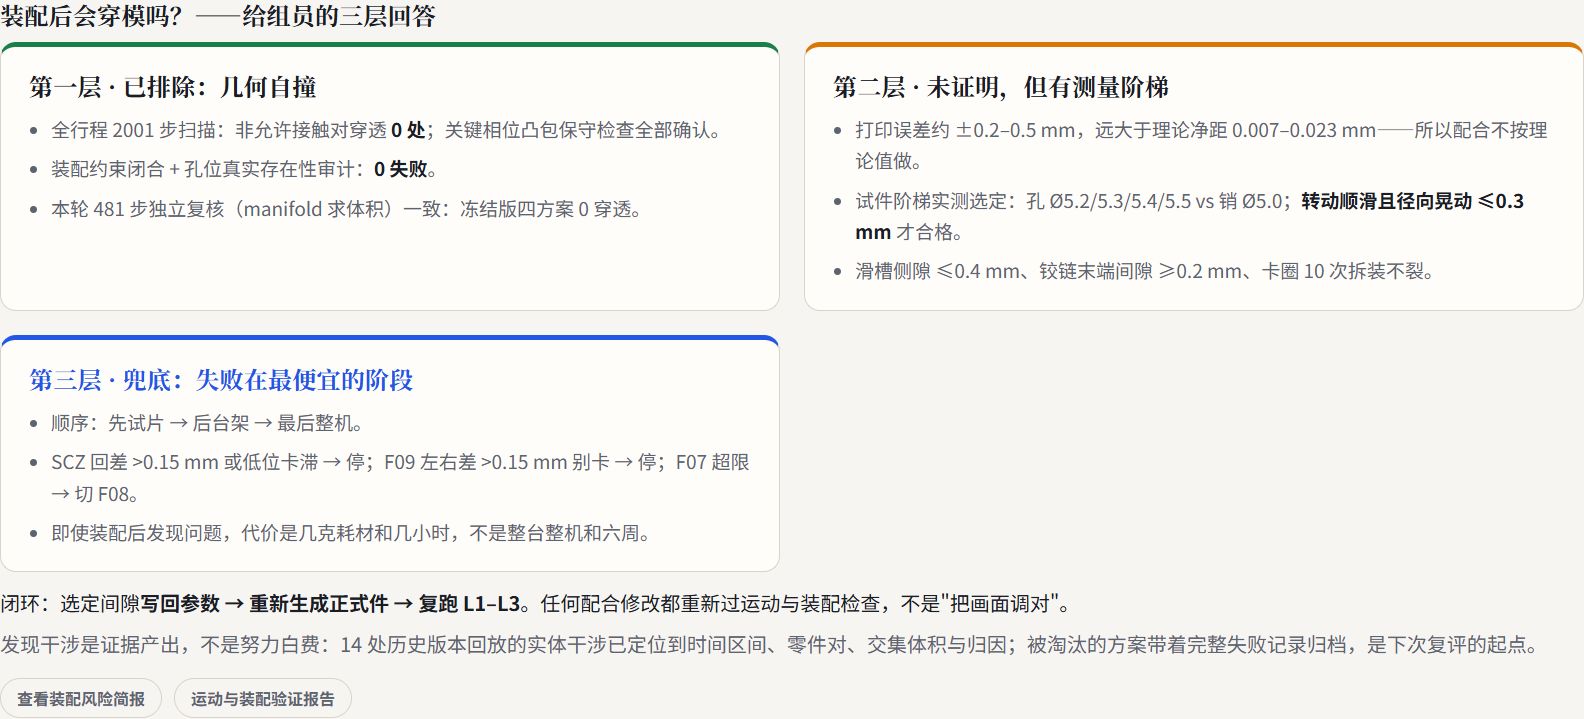 装配后会穿模吗？——给组员的三层回答
第一层 · 已排除：几何自撞
• 全行程 2001 步扫描：非允许接触对穿透 0 处；关键相位凸包保守检查全部确认。
• 装配约束闭合 + 孔位真实存在性审计：0 失败。
• 本轮 481 步独立复核（manifold 求体积）一致：冻结版四方案 0 穿透。
第二层 · 未证明，但有测量阶梯
• 打印误差约 ±0.2–0.5 mm，远大于理论净距 0.007–0.023 mm——所以配合不按理
论值做。
• 试件阶梯实测选定：孔 Ø5.2/5.3/5.4/5.5 vs 销 Ø5.0；转动顺滑且径向晃动 ≤0.3
mm 才合格。
• 滑槽侧隙 ≤0.4 mm、铰链末端间隙 ≥0.2 mm、卡圈 10 次拆装不裂。
第三层 · 兜底：失败在最便宜的阶段
• 顺序：先试片 → 后台架 → 最后整机。
• SCZ 回差 >0.15 mm 或低位卡滞 → 停；F09 左右差 >0.15 mm 别卡 → 停；F07 超限
→ 切 F08。
• 即使装配后发现问题，代价是几克耗材和几小时，不是整台整机和六周。
闭环：选定间隙写回参数 → 重新生成正式件 → 复跑 L1–L3。任何配合修改都重新过运动与装配检查，不是"把画面调对"。
发现干涉是证据产出，不是努力白费：14 处历史版本回放的实体干涉已定位到时间区间、零件对、交集体积与归因；被淘汰的方案带着完整失败记录归档，是下次复评的起点。
查看装配风险简报
运动与装配验证报告